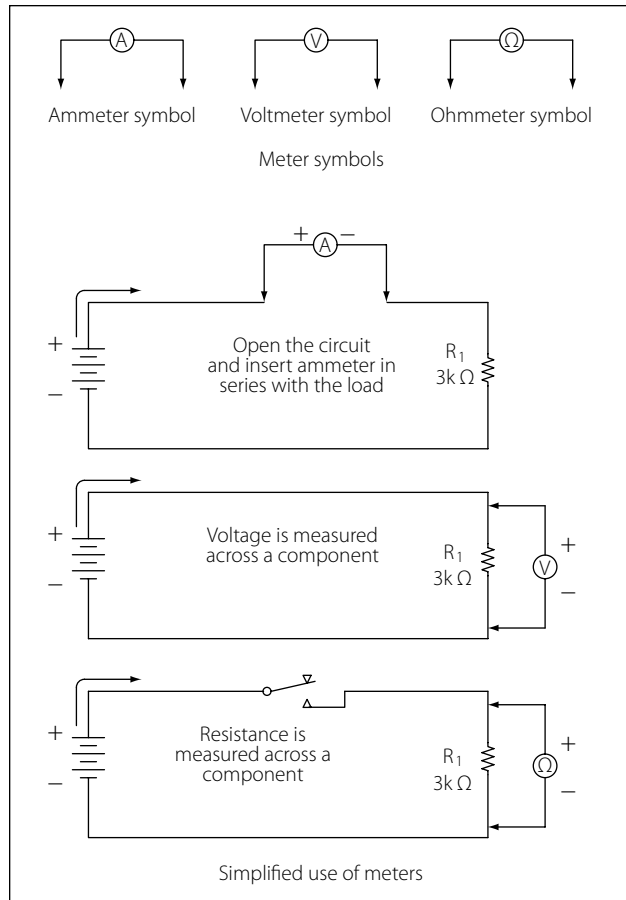 A
V
Ω
Ammeter symbol
Voltmeter symbol
Ohmmeter symbol
Meter symbols
+ A −
+
−
Open the circuit
and insert ammeter in
series with the load
R1
3k Ω
+
−
Voltage is measured
across a component
R1
3k Ω
+
V
−
+
−
Resistance is
measured across a
component
R1
3k Ω
+
Ω
−
Simplified use of meters